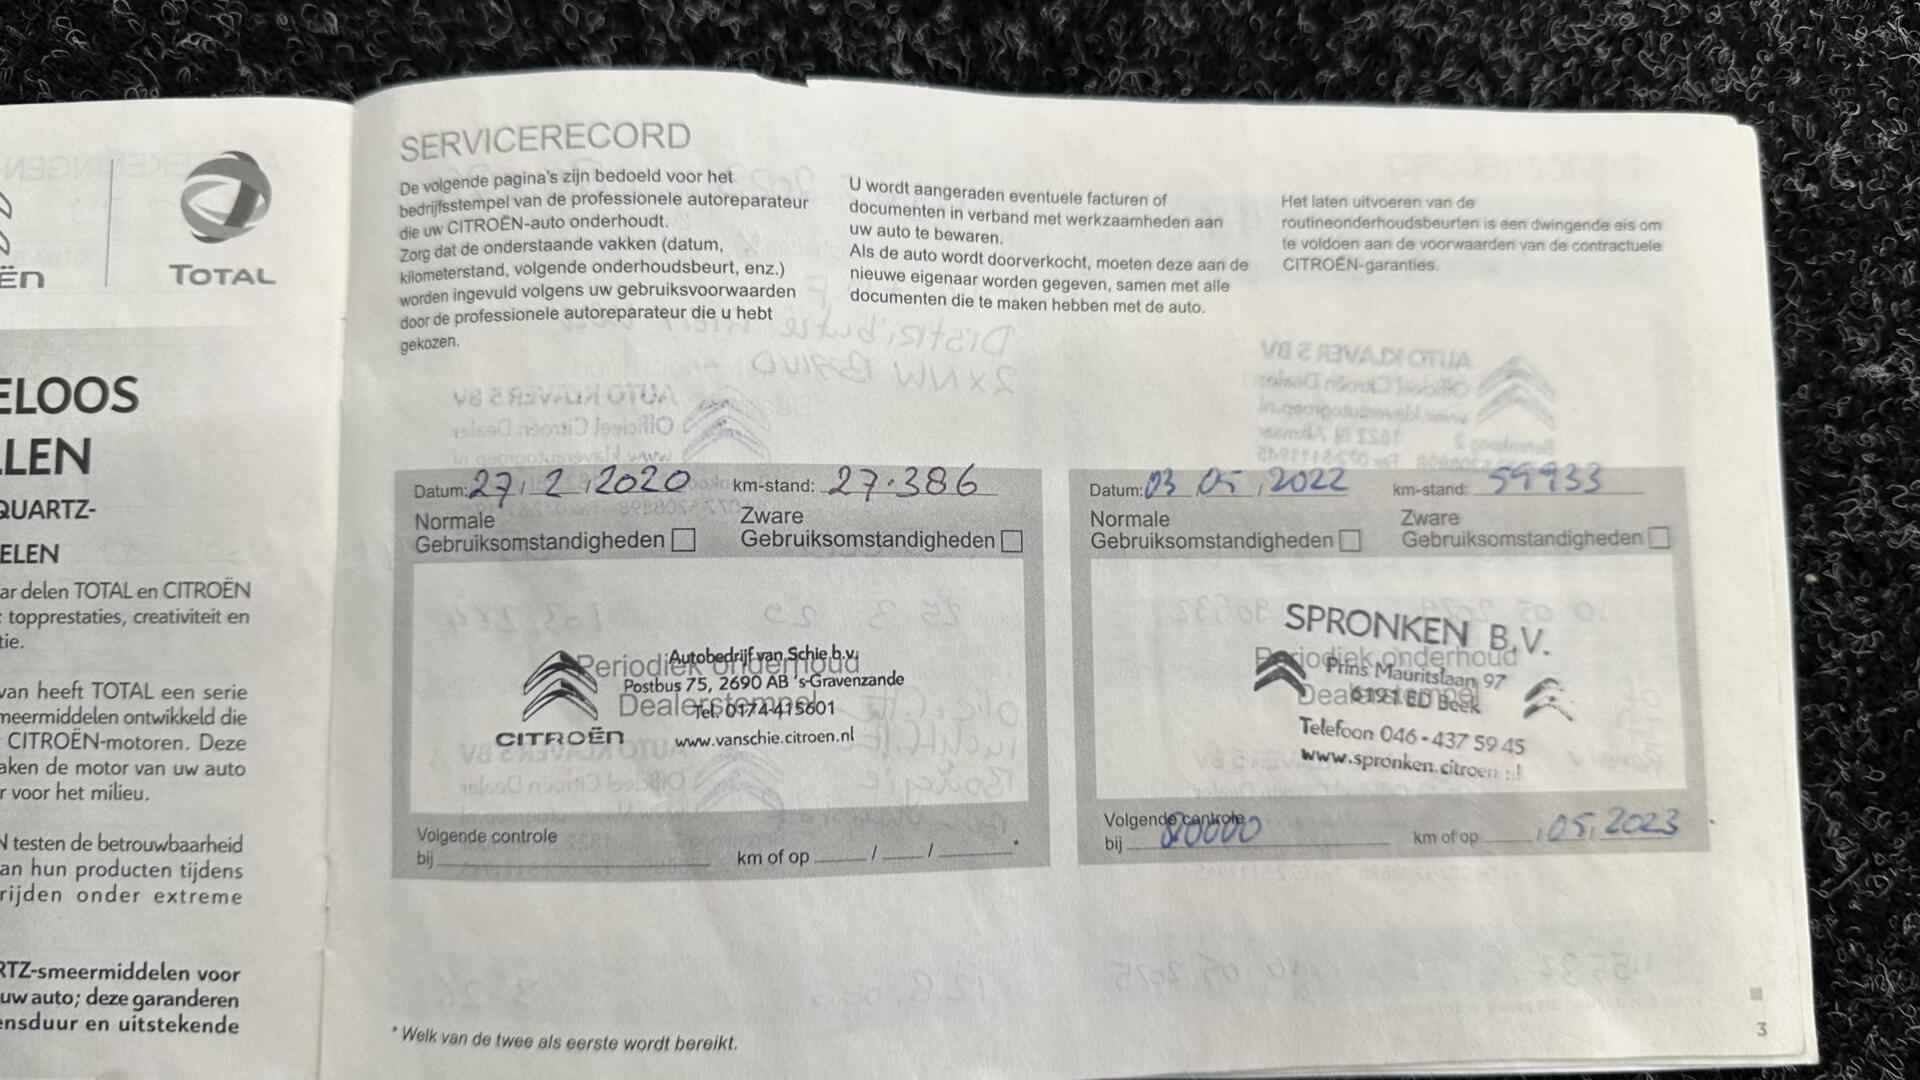 ËN
TOTAL
ELOOS
LLEN
QUARTZ-
ELEN
ar delen TOTAL en CITROËN
: topprestaties, creativiteit en
tie.
van heeft TOTAL een serie
meermiddelen ontwikkeld die
CITROËN-motoren. Deze
aken de motor van uw auto
r voor het milieu.
N testen de betrouwbaarheid
an hun producten tijdens
rijden onder extreme
RTZ-smeermiddelen voor
uw auto; deze garanderen
ensduur en uitstekende
SERVICERECORD
De volgende pagina's zijn bedoeld voor het
bedrijfsstempel van de professionele autoreparateur
die uw CITROËN-auto onderhoudt.
Zorg dat de onderstaande vakken (datum,
kilometerstand, volgende onderhoudsbeurt, enz.)
worden ingevuld volgens uw gebruiksvoorwaarden
door de professionele autoreparateur die u hebt
gekozen.
U wordt aangeraden eventuele facturen of
documenten in verband met werkzaamheden aan
uw auto te bewaren.
Als de auto wordt doorverkocht, moeten deze aan de
nieuwe eigenaar worden gegeven, samen met alle
documenten die te maken hebben met de auto.
Het laten uitvoeren van de
routineonderhoudsbeurten is een dwingende eis om
te voldoen aan de voorwaarden van de contractuele
CITROËN-garanties.
Datum: 27, 2, 2020 km-stand: 27.386
Normale Zware
Gebruiksomstandigheden Gebruiksomstandigheden
Periodiek onderhoud
Dealerstempel
Autobedrijf van Schie b.v.
Postbus 75, 2690 AB 's-Gravenzande
Tel. 0174-415601
CITROËN www.vanschie.citroen.nl
Volgende controle
bij km of op / / *
Datum: 03 05, 2022 km-stand: 59933
Normale Zware
Gebruiksomstandigheden Gebruiksomstandigheden
Periodiek onderhoud
Dealerstempel
SPRONKEN B.V.
Prins Mauritslaan 97
6191 ED Beek
Telefoon 046-437 59 45
www.spronken.citroen.nl
Volgende controle
bij 80000 km of op , 05, 2023
* Welk van de twee als eerste wordt bereikt.
3